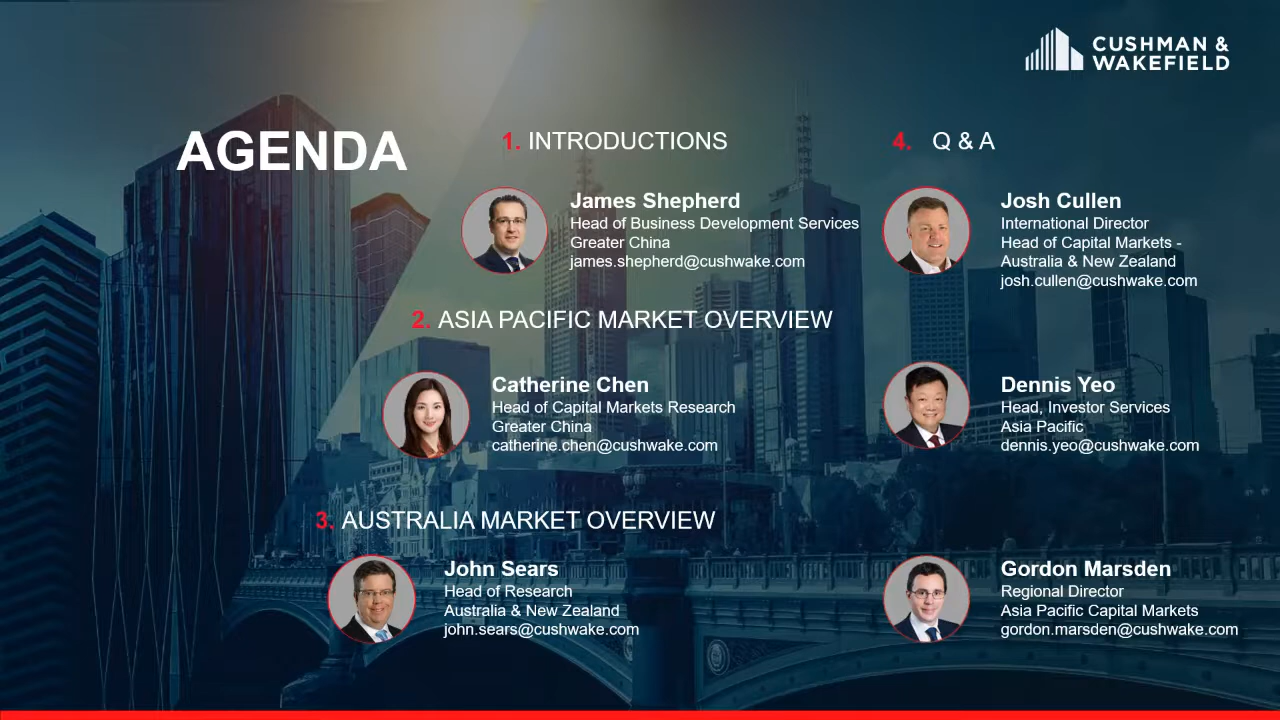 CUSHMAN &
WAKEFIELD
AGENDA
1. INTRODUCTIONS
James Shepherd
Head of Business Development Services
Greater China
james.shepherd@cushwake.com
2. ASIA PACIFIC MARKET OVERVIEW
Catherine Chen
Head of Capital Markets Research
Greater China
catherine.chen@cushwake.com
3. AUSTRALIA MARKET OVERVIEW
John Sears
Head of Research
Australia & New Zealand
john.sears@cushwake.com
4. Q & A
Josh Cullen
International Director
Head of Capital Markets -
Australia & New Zealand
josh.cullen@cushwake.com
Dennis Yeo
Head, Investor Services
Asia Pacific
dennis.yeo@cushwake.com
Gordon Marsden
Regional Director
Asia Pacific Capital Markets
gordon.marsden@cushwake.com